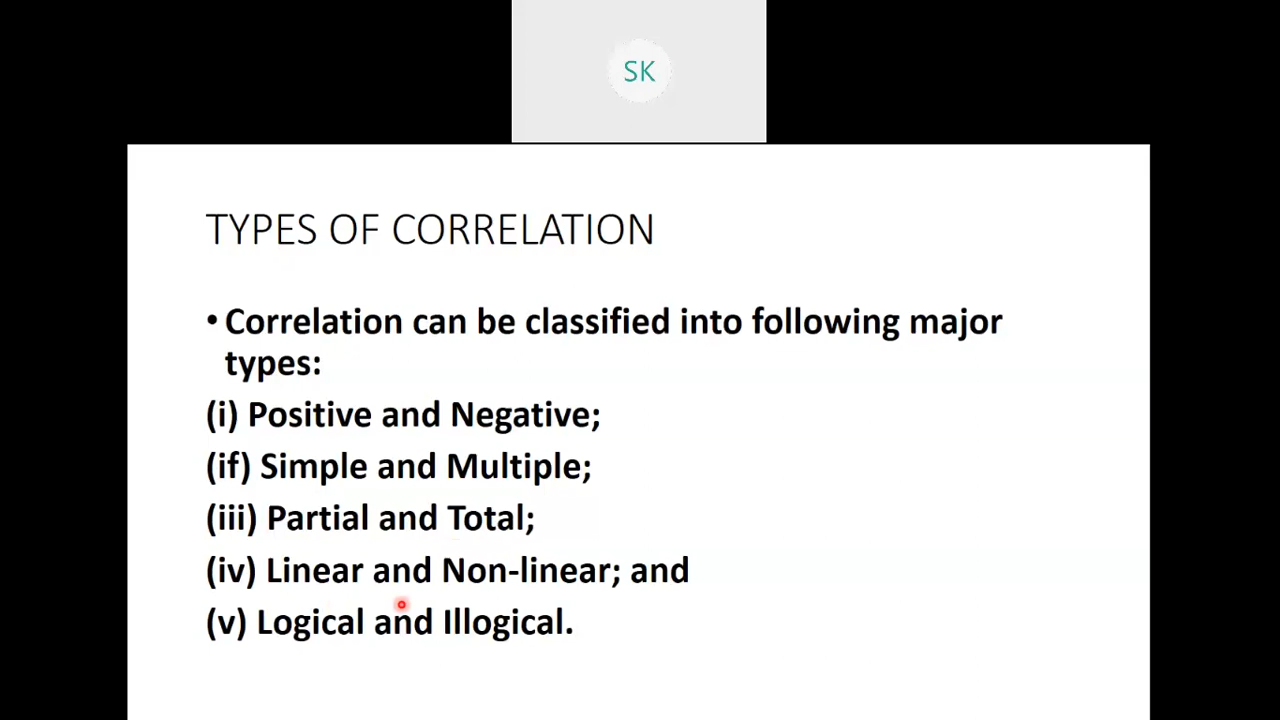 SK
TYPES OF CORRELATION
• Correlation can be classified into following major
types:
(i) Positive and Negative;
(if) Simple and Multiple;
(iii) Partial and Total;
(iv) Linear and Non-linear; and
(v) Logical and Illogical.